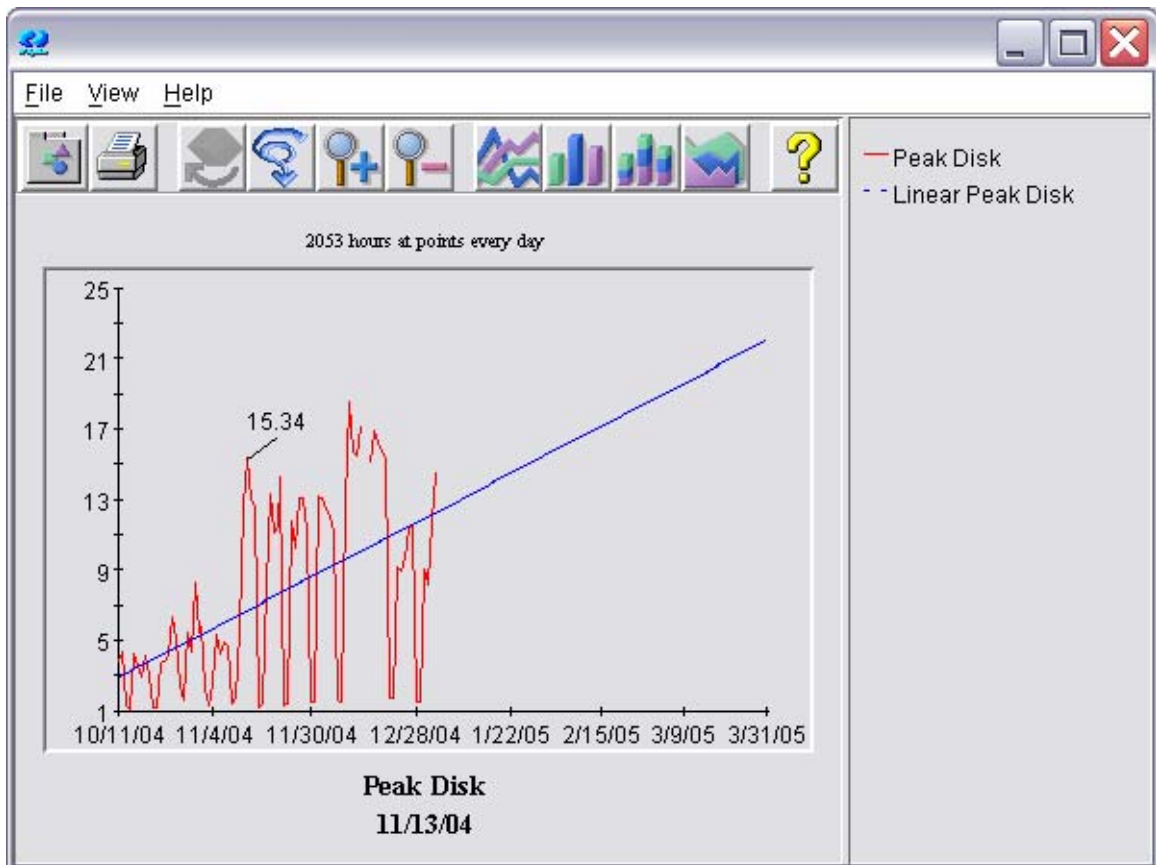 File View Help
Peak Disk
Linear Peak Disk
2053 hours at points every day
25
21
17
15.34
13
9
5
1
10/11/04 11/4/04 11/30/04 12/28/04 1/22/05 2/15/05 3/9/05 3/31/05
Peak Disk
11/13/04